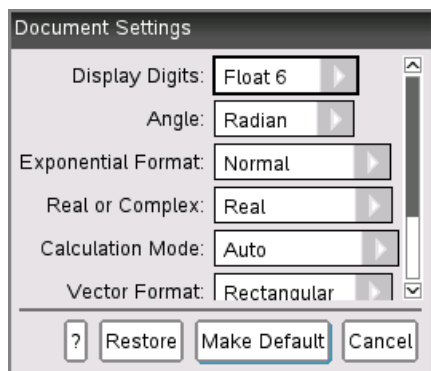 Document Settings
Display Digits: Float 6
Angle: Radian
Exponential Format: Normal
Real or Complex: Real
Calculation Mode: Auto
Vector Format: Rectangular
? Restore Make Default Cancel